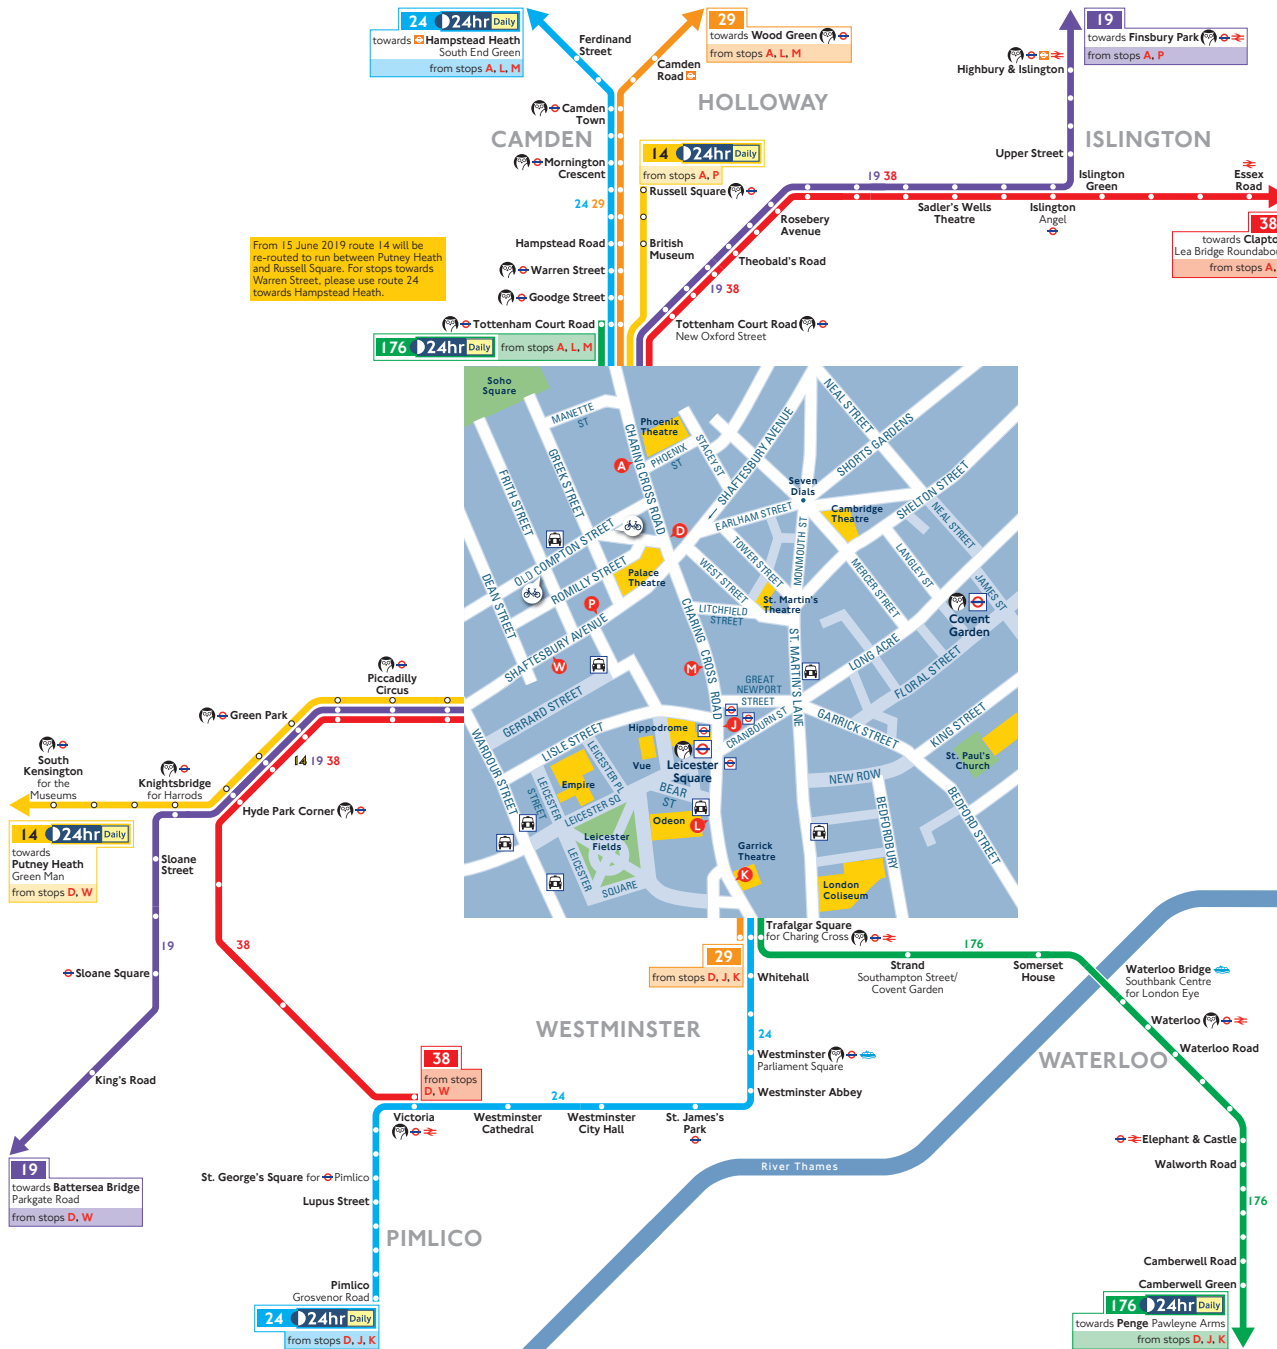 24 24hr Daily
towards Hampstead Heath
South End Green
from stops A, L, M
Ferdinand
Street
29
towards Wood Green
from stops A, L, M
Camden
Road
19
towards Finsbury Park
from stops A, P
Highbury & Islington
HOLLOWAY
CAMDEN
ISLINGTON
Camden
Town
Mornington
Crescent
14 24hr Daily
from stops A, P
Russell Square
Upper Street
Islington
Green
Essex
Road
24 29
19 38
Rosebery
Avenue
Sadler's Wells
Theatre
Islington
Angel
38
towards Clapto
Lea Bridge Roundabou
from stops A,
From 15 June 2019 route 14 will be
re-routed to run between Putney Heath
and Russell Square. For stops towards
Warren Street, please use route 24
towards Hampstead Heath.
Hampstead Road
British
Museum
Warren Street
Theobald's Road
Goodge Street
19 38
Tottenham Court Road
Tottenham Court Road
New Oxford Street
176 24hr Daily from stops A, L, M
Soho
Square
MANETTE
ST
Phoenix
Theatre
CHARING CROSS ROAD
PHOENIX
ST
STACEY ST
SHAFTESBURY AVENUE
NEAL STREET
SHORTS GARDENS
A
FRITH STREET
GREEK STREET
Seven
Dials
SHELTON STREET
Cambridge
Theatre
NEAL STREET
EARLHAM STREET
D
OLD COMPTON STREET
TOWER STREET
MONMOUTH ST
LANGLEY ST
MERCER STREET
JAMES ST
ROMILLY STREET
Palace
Theatre
WEST STREET
DEAN STREET
St. Martin's
Theatre
LITCHFIELD
STREET
P
Covent
Garden
CHARING CROSS ROAD
SHAFTESBURY AVENUE
W
M
ST. MARTIN'S LANE
LONG ACRE
FLORAL STREET
GREAT
NEWPORT
STREET
GERRARD STREET
CRANBOURN ST
GARRICK STREET
KING STREET
Hippodrome
J
LISLE STREET
WARDOUR STREET
LEICESTER PL
Vue
Leicester
Square
St. Paul's
Church
Empire
LEICESTER
STREET
BEAR
ST
NEW ROW
LEICESTER SQ
Odeon
L
BEDFORDBURY
BEDFORD STREET
Leicester
Fields
LEICESTER
SQUARE
Garrick
Theatre
K
London
Coliseum
Piccadilly
Circus
Green Park
South
Kensington
for the
Museums
Knightsbridge
for Harrods
14 19 38
Hyde Park Corner
14 24hr Daily
towards
Putney Heath
Green Man
from stops D, W
Sloane
Street
19
38
Sloane Square
King's Road
19
towards Battersea Bridge
Parkgate Road
from stops D, W
Trafalgar Square
for Charing Cross
29
from stops D, J, K
Whitehall
176
Strand
Southampton Street/
Covent Garden
Somerset
House
Waterloo Bridge
Southbank Centre
for London Eye
Waterloo
WESTMINSTER
24
WATERLOO
Waterloo Road
Westminster
Parliament Square
38
from stops
D, W
Westminster Abbey
24
Victoria
Westminster
Cathedral
Westminster
City Hall
St. James's
Park
Elephant & Castle
Walworth Road
River Thames
St. George's Square for Pimlico
Lupus Street
176
PIMLICO
Camberwell Road
Camberwell Green
Pimlico
Grosvenor Road
24 24hr Daily
from stops D, J, K
176 24hr Daily
towards Penge Pawleyne Arms
from stops D, J, K